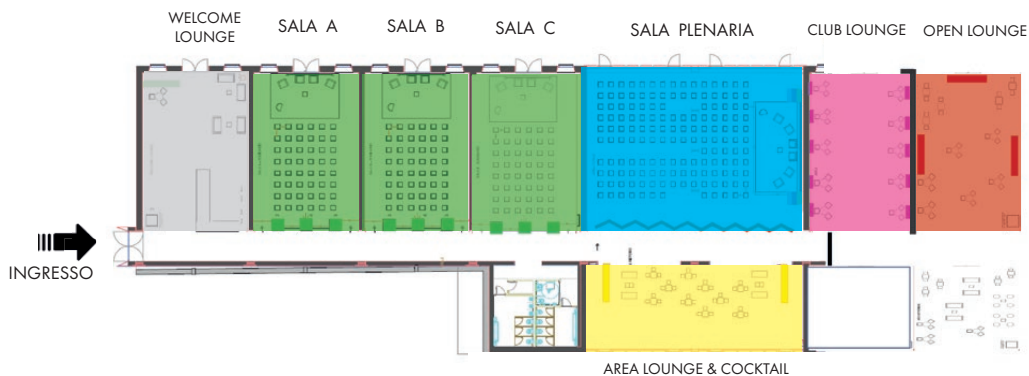 WELCOME
LOUNGE
SALA A
SALA B
SALA C
SALA PLENARIA
CLUB LOUNGE
OPEN LOUNGE
INGRESSO
AREA LOUNGE & COCKTAIL